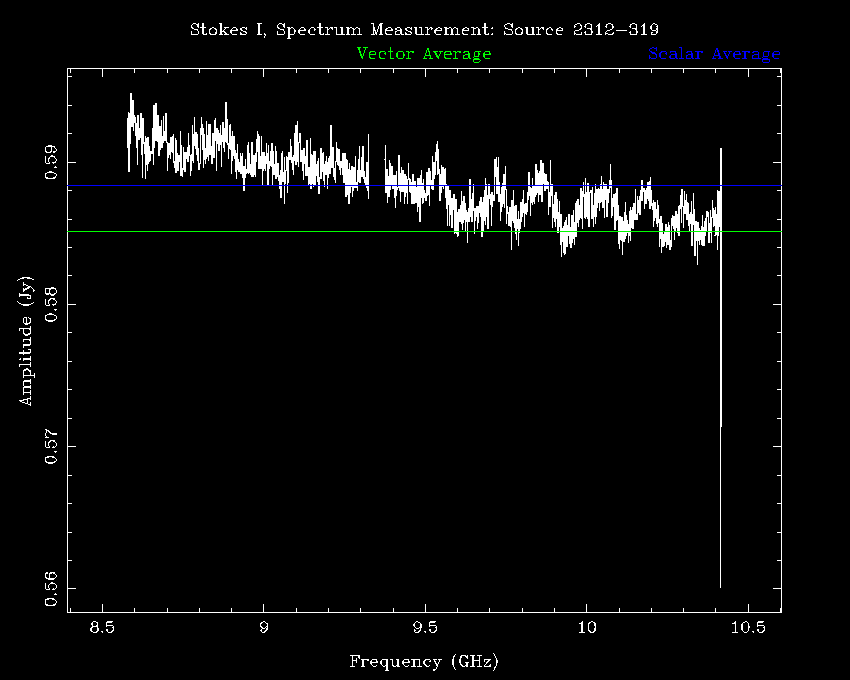 Stokes I, Spectrum Measurement: Source 2312-319
Vector Average Scalar Average
0.59
0.58
0.57
0.56
Amplitude (Jy)
8.5 9 9.5 10 10.5
Frequency (GHz)